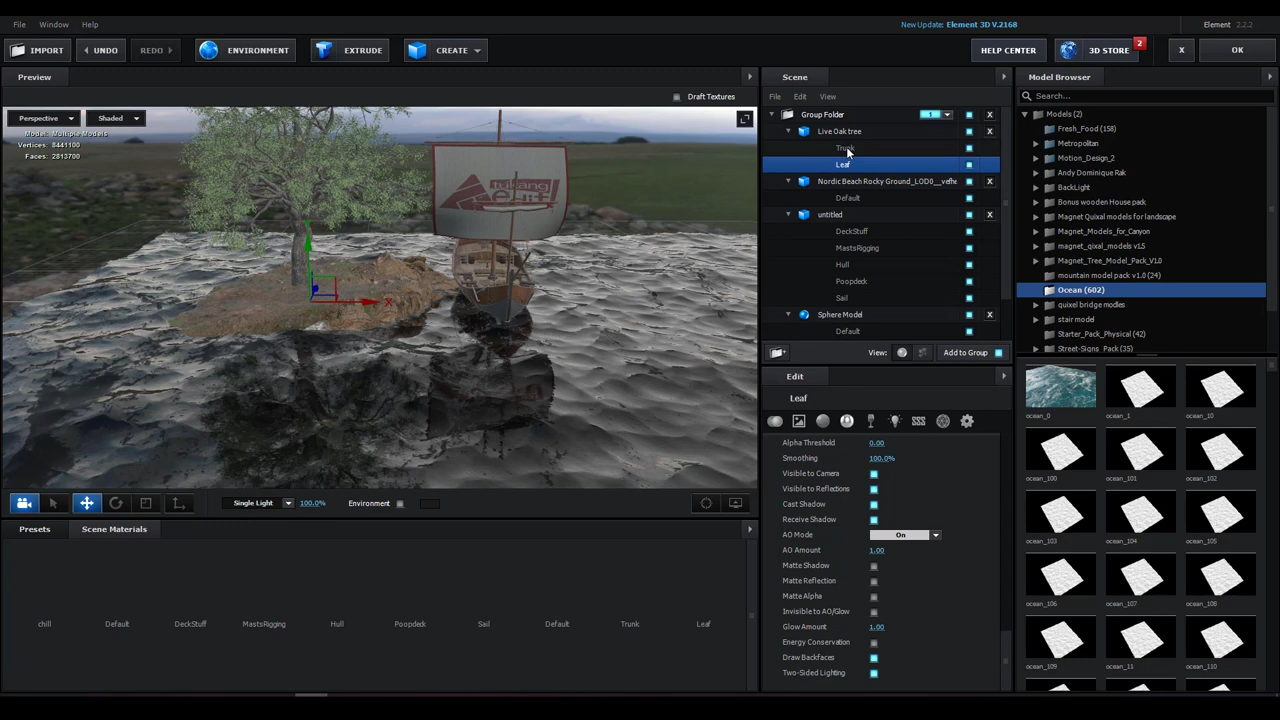 File Window Help
New Update: Element 3D V.2168
Element 2.2.2
IMPORT UNDO REDO ENVIRONMENT EXTRUDE CREATE HELP CENTER 3D STORE 2 X OK
Preview
Draft Textures
Perspective Shaded
Model: Multiple Models
Vertices: 8441100
Faces: 2813700
tukang
edit!
X
Single Light 100.0% Environment
Presets Scene Materials
chill Default DeckStuff MastsRigging Hull Poopdeck Sail Default Trunk Leaf
Scene
File Edit View
Group Folder 1 X
Live Oak tree X
Trunk
Leaf
Nordic Beach Rocky Ground_LOD0__vefhe X
Default
untitled X
DeckStuff
MastsRigging
Hull
Poopdeck
Sail
Sphere Model X
Default
View: Add to Group
Edit
Leaf
Alpha Threshold 0.00
Smoothing 100.0%
Visible to Camera
Visible to Reflections
Cast Shadow
Receive Shadow
AO Mode On
AO Amount 1.00
Matte Shadow
Matte Reflection
Matte Alpha
Invisible to AO/Glow
Glow Amount 1.00
Energy Conservation
Draw Backfaces
Two-Sided Lighting
Model Browser
Search...
Models (2)
Fresh_Food (158)
Metropolitan
Motion_Design_2
Andy Dominique Rak
BackLight
Bonus wooden House pack
Magnet Quixal models for landscape
Magnet_Models_for_Canyon
magnet_qixal_models v1.5
Magnet_Tree_Model_Pack_V1.0
mountain model pack v1.0 (24)
Ocean (602)
quixel bridge modles
stair model
Starter_Pack_Physical (42)
Street-Signs_Pack (35)
ocean_0 ocean_1 ocean_10
ocean_100 ocean_101 ocean_102
ocean_103 ocean_104 ocean_105
ocean_106 ocean_107 ocean_108
ocean_109 ocean_11 ocean_110